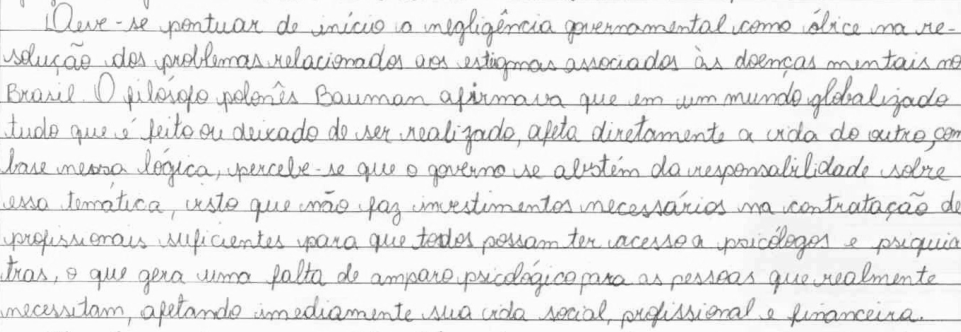 Deve-se pontuar de início a negligência governamental como óbice na re-
solução dos problemas relacionados aos estigmas associados às doenças mentais no
Brasil. O filósofo polonês Bauman afirmava que em um mundo globalizado
tudo que é feito ou deixado de ser realizado, afeta diretamente a vida do outro, com
base nessa lógica, percebe-se que o governo se abstém da responsabilidade sobre
essa temática, visto que não faz investimentos necessários na contratação de
profissionais suficientes para que todos possam ter acesso a psicólogos e psiquia
tras, o que gera uma falta de amparo psicológico para as pessoas que realmente
necessitam, afetando imediamente sua vida social, profissional e financeira.